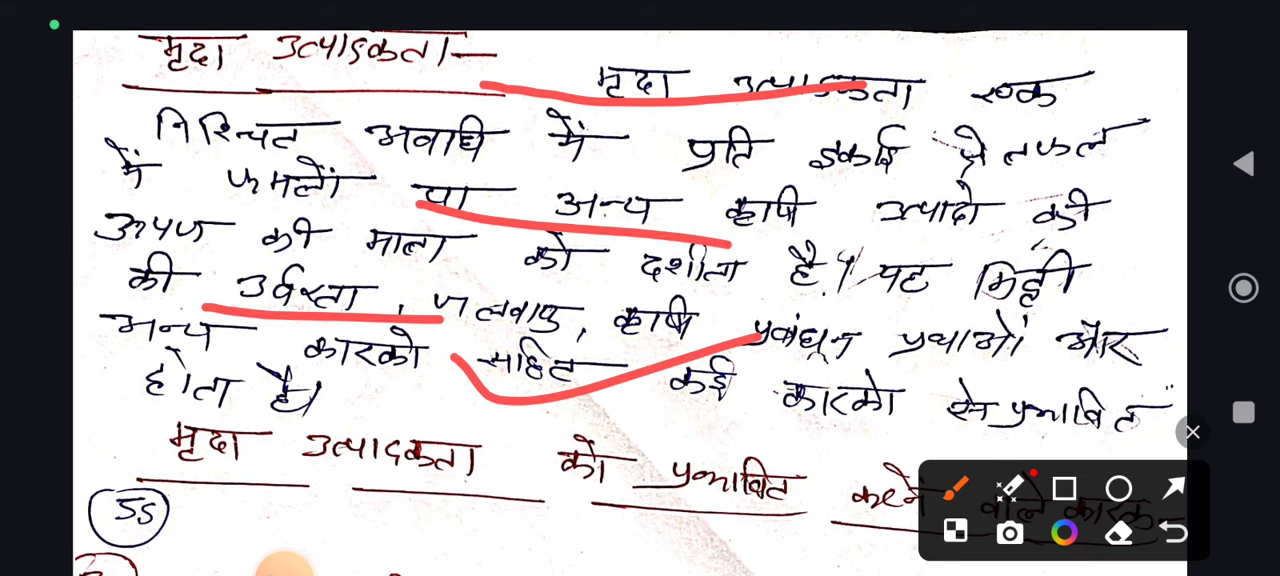 मृदा उत्पादकता—
मृदा उत्पादकता एक
निश्चित अवधि में प्रति इकाई क्षेत्रफल
में फसलों या अन्य कृषि उत्पादो की
उपज की मात्रा को दर्शाता है। यह मिट्टी
की उर्वरता, जलवायु, कृषि प्रबंधन प्रथाओं और
अन्य कारको सहित कई कारको से प्रभावित
होता है।
मृदा उत्पादकता को प्रभावित करने वाले कारक-
55